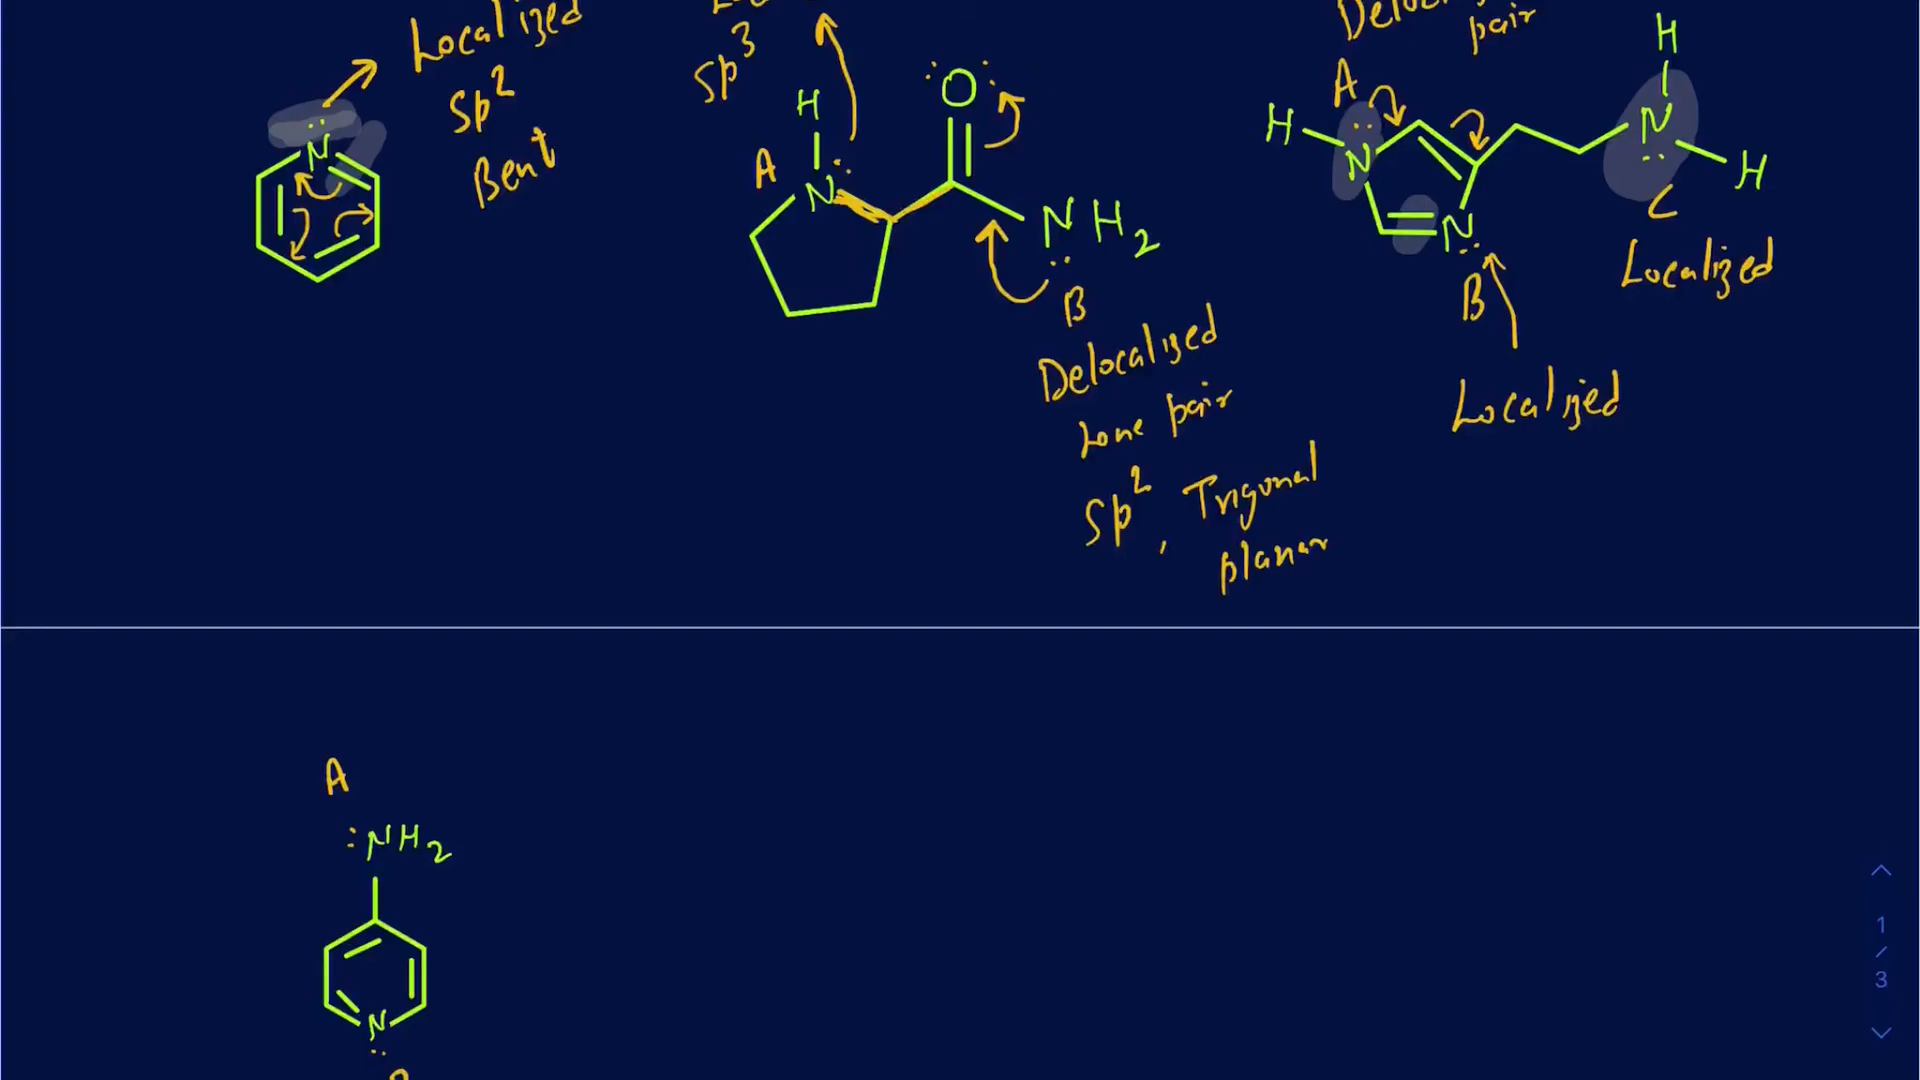 Localized
Sp2
Bent
N
Sp3
H
A
N
O
NH2
B
Delocalized
Lone pair
Sp2, Trigonal
planar
pair
A
H
N
N
B
Localized
H
N
H
C
Localized
A
NH2
N
1
/
3